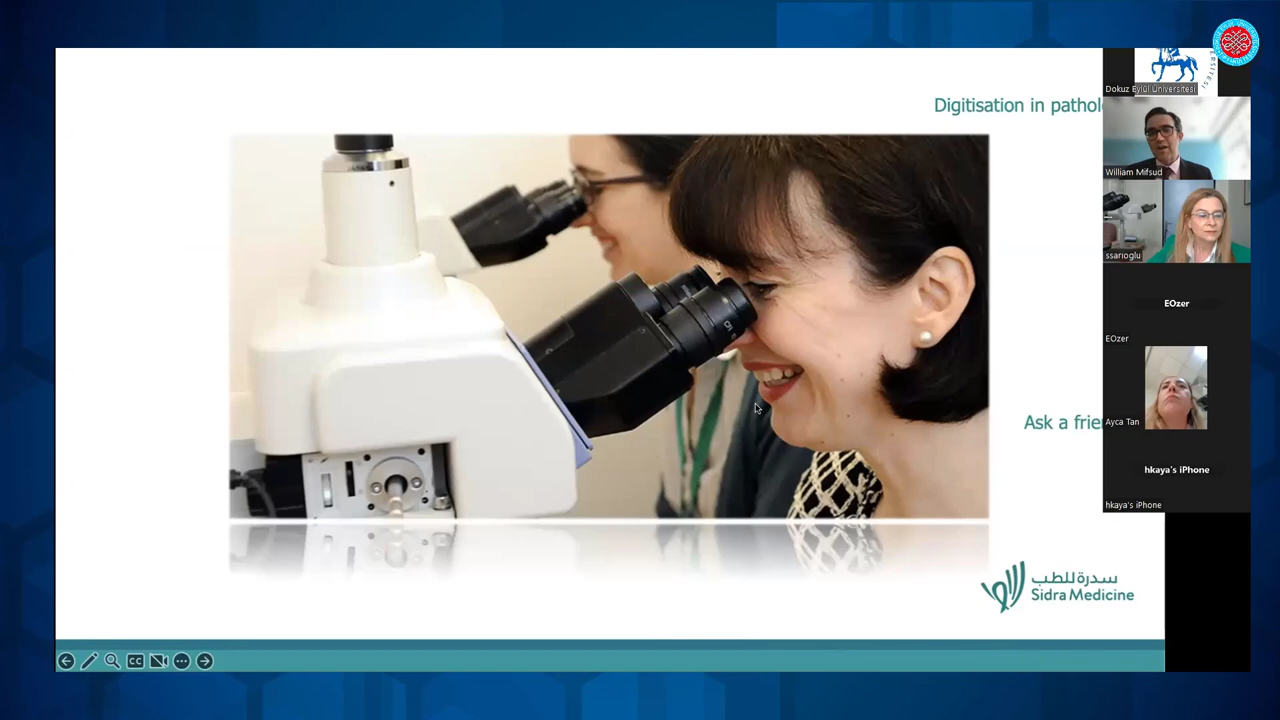 Digitisation in pathol
Ask a frie
سدرة للطب
Sidra Medicine
CC
Dokuz Eylül Üniversitesi
William Mifsud
ssarioglu
EOzer
EOzer
Ayca Tan
hkaya's iPhone
hkaya's iPhone